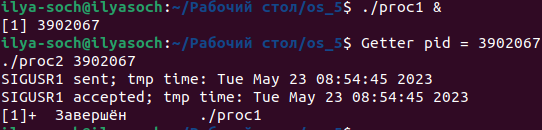 ilya-soch@ilyasoch:~/Рабочий стол/os_5$ ./proc1 &
[1] 3902067
ilya-soch@ilyasoch:~/Рабочий стол/os_5$ Getter pid = 3902067
./proc2 3902067
SIGUSR1 sent; tmp time: Tue May 23 08:54:45 2023
SIGUSR1 accepted; tmp time: Tue May 23 08:54:45 2023
[1]+  Завершён        ./proc1